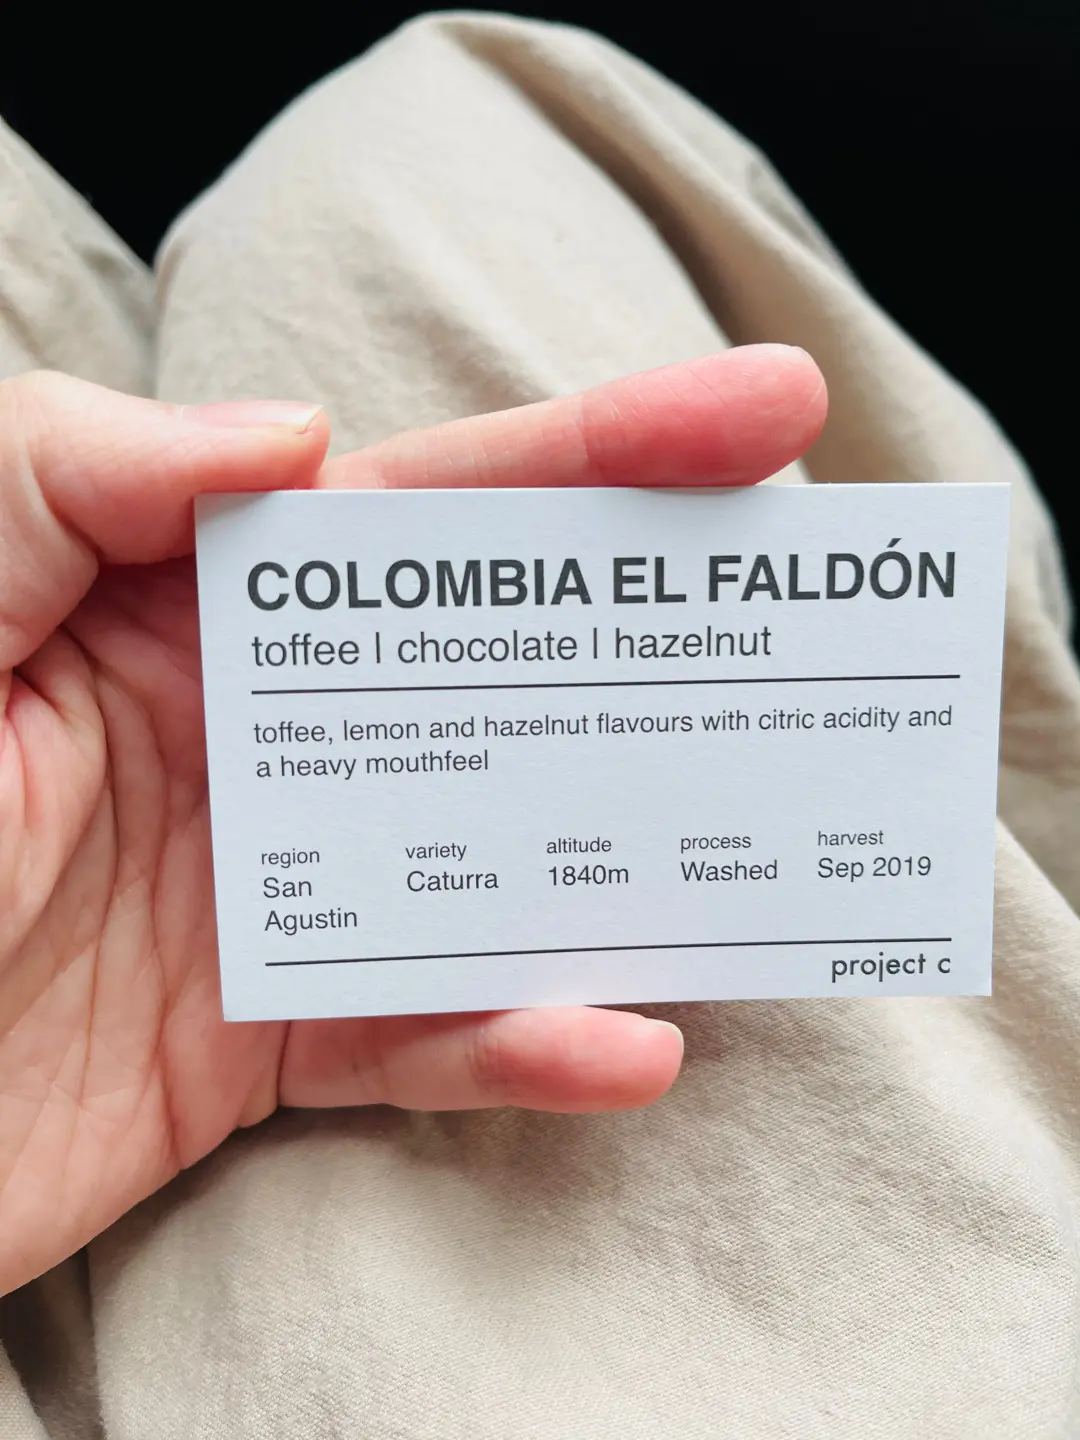 COLOMBIA EL FALDÓN
toffee | chocolate | hazelnut
toffee, lemon and hazelnut flavours with citric acidity and
a heavy mouthfeel
region variety altitude process harvest
San Caturra 1840m Washed Sep 2019
Agustin
project c